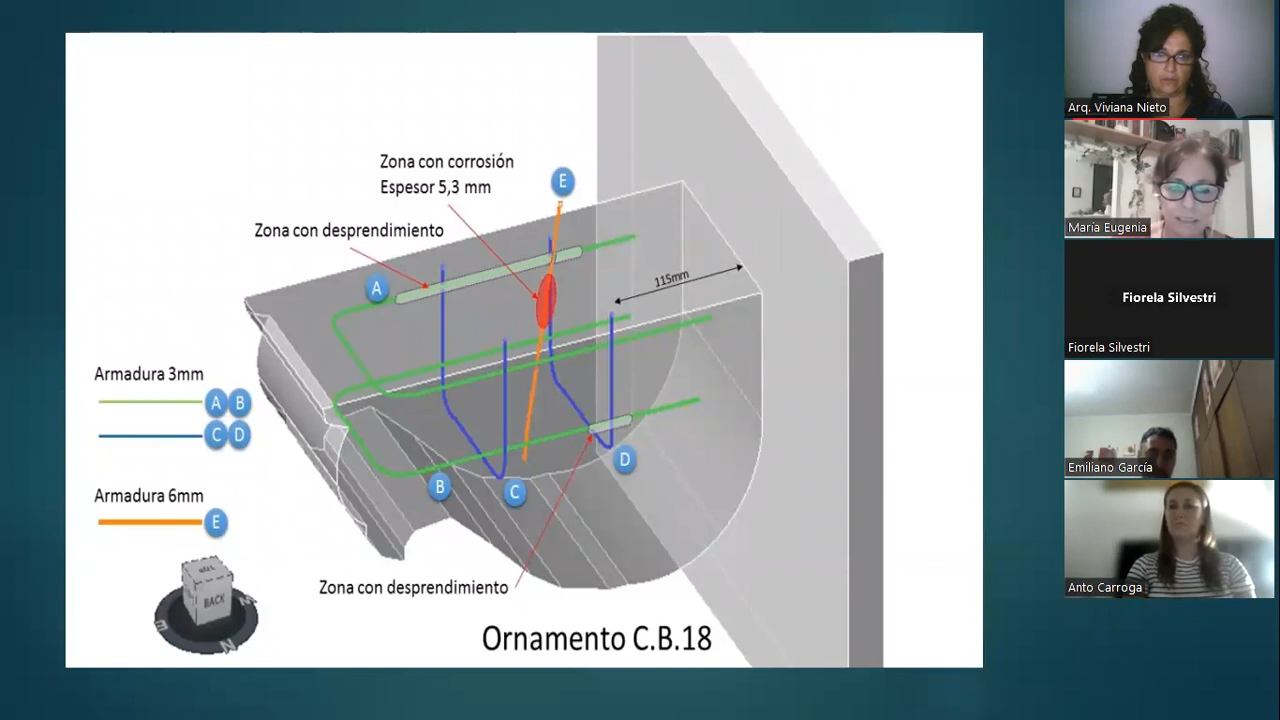 Zona con corrosión
Espesor 5,3 mm
E
Zona con desprendimiento
A
115mm
Armadura 3mm
A B
C D
D
B
C
Armadura 6mm
E
BACK
E
N
Zona con desprendimiento
Ornamento C.B.18
Arq. Viviana Nieto
María Eugenia
Fiorela Silvestri
Fiorela Silvestri
Emiliano García
Anto Carroga